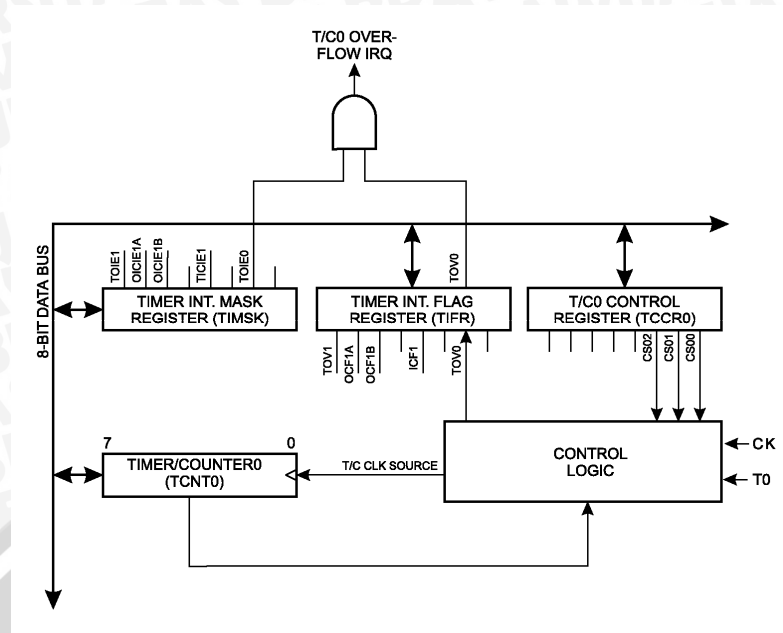 T/C0 OVER-
FLOW IRQ
8-BIT DATA BUS
TOIE1
OICIE1A
OICIE1B
TICIE1
TOIE0
TOV0
TIMER INT. MASK
REGISTER (TIMSK)
TIMER INT. FLAG
REGISTER (TIFR)
T/C0 CONTROL
REGISTER (TCCR0)
TOV1
OCF1A
OCF1B
ICF1
TOV0
CS02
CS01
CS00
7
0
TIMER/COUNTER0
(TCNT0)
T/C CLK SOURCE
CONTROL
LOGIC
CK
T0